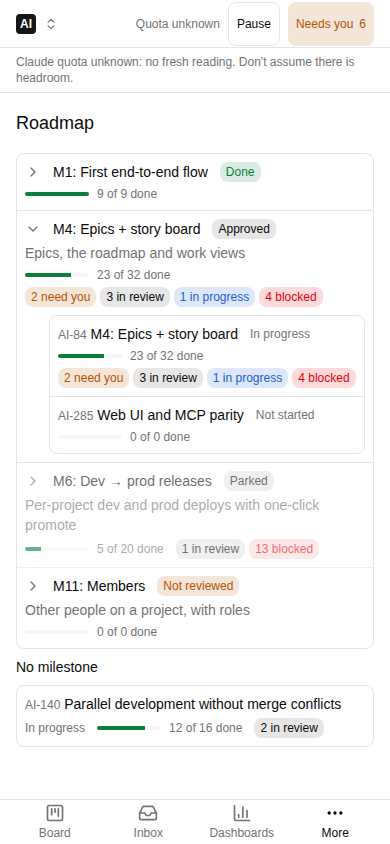 AI
Quota unknown
Pause
Needs you 6
Claude quota unknown: no fresh reading. Don't assume there is
headroom.
Roadmap
M1: First end-to-end flow Done
9 of 9 done
M4: Epics + story board Approved
Epics, the roadmap and work views
23 of 32 done
2 need you 3 in review 1 in progress 4 blocked
AI-84 M4: Epics + story board In progress
23 of 32 done
2 need you 3 in review 1 in progress 4 blocked
AI-285 Web UI and MCP parity Not started
0 of 0 done
M6: Dev → prod releases Parked
Per-project dev and prod deploys with one-click
promote
5 of 20 done 1 in review 13 blocked
M11: Members Not reviewed
Other people on a project, with roles
0 of 0 done
No milestone
AI-140 Parallel development without merge conflicts
In progress 12 of 16 done 2 in review
Board Inbox Dashboards More